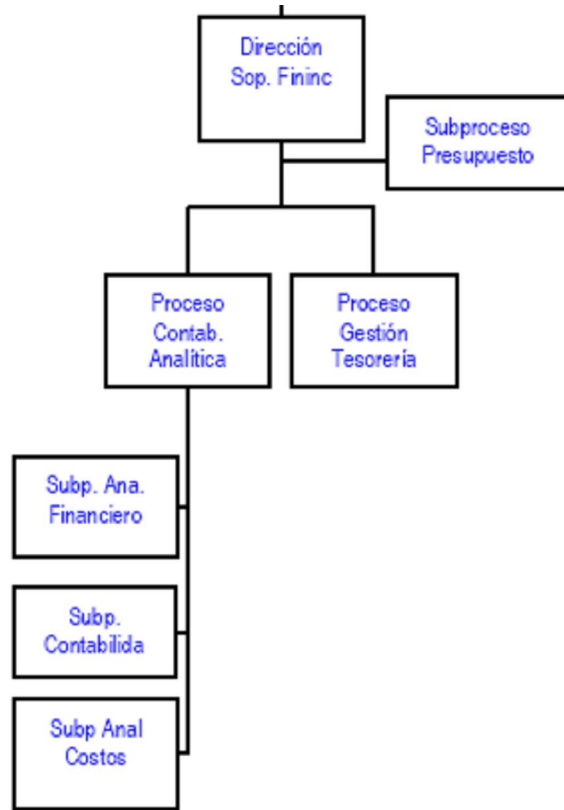 Dirección
Sop. Fininc
Subproceso
Presupuesto
Proceso
Contab.
Analítica
Proceso
Gestión
Tesorería
Subp. Ana.
Financiero
Subp.
Contabilida
Subp Anal
Costos